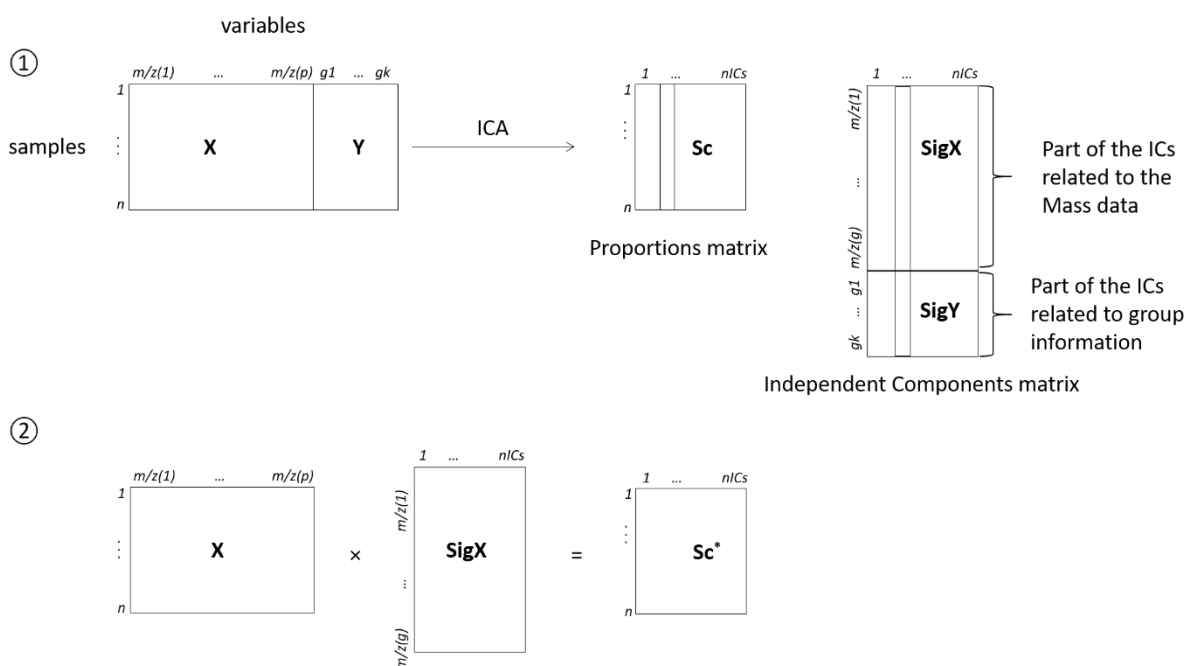 variables
①
m/z(1) ... m/z(p) g1 ... gk
1
samples
X
Y
n
ICA
1 ... nICs
1
Sc
n
Proportions matrix
1 ... nICs
m/z(1)
...
m/z(g)
g1
...
gk
SigX
SigY
Part of the ICs
related to the
Mass data
Part of the ICs
related to group
information
Independent Components matrix
②
m/z(1) ... m/z(p)
1
X
n
×
1 ... nICs
m/z(1)
...
m/z(g)
SigX
=
1 ... nICs
1
Sc*
n